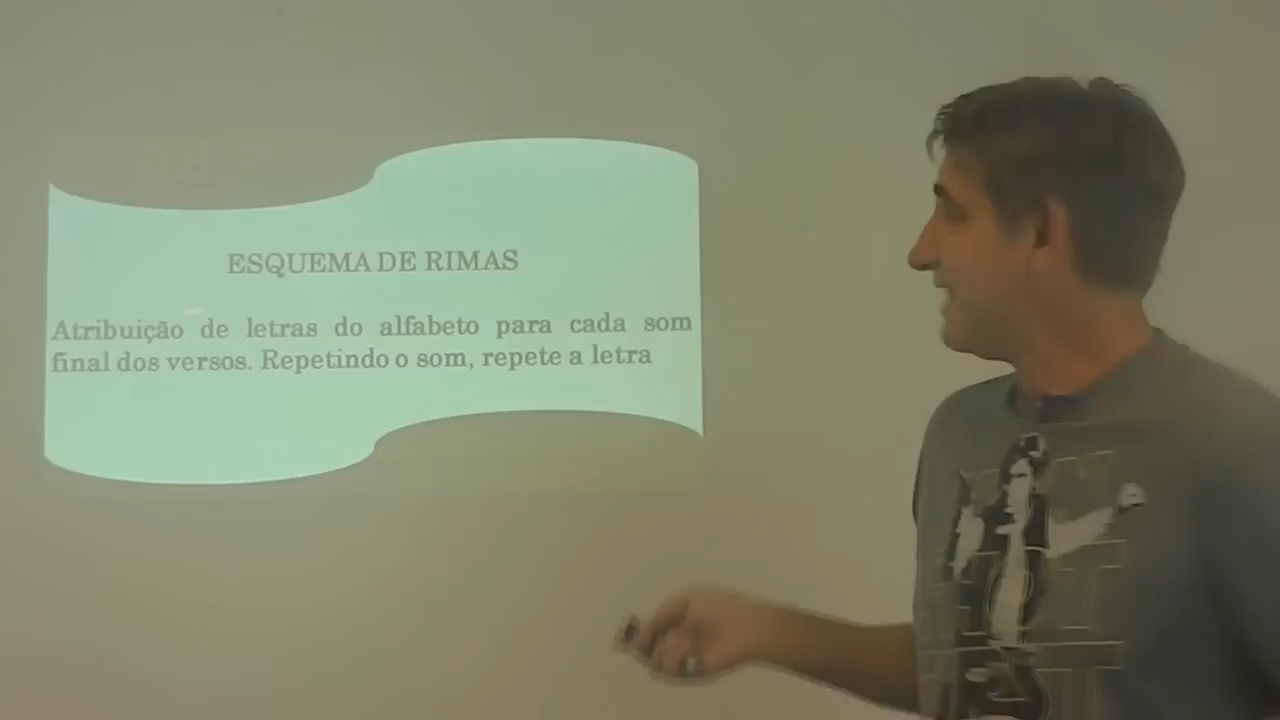 ESQUEMA DE RIMAS
Atribuição de letras do alfabeto para cada som
final dos versos. Repetindo o som, repete a letra